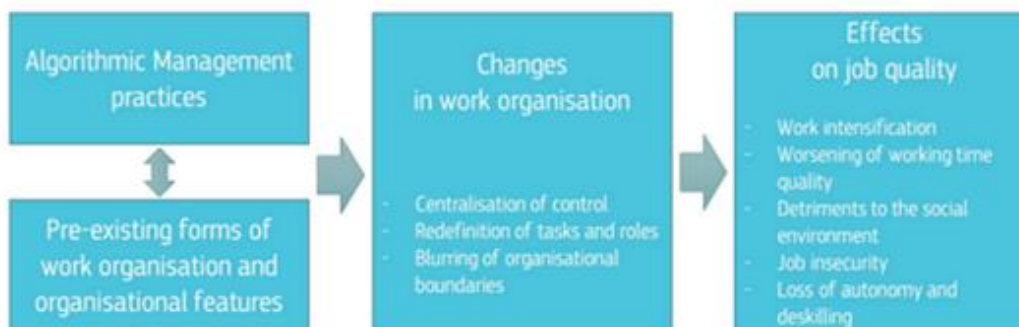 Algorithmic Management
practices
Pre-existing forms of
work organisation and
organisational features
Changes
in work organisation
- Centralisation of control
- Redefinition of tasks and roles
- Blurring of organisational
boundaries
Effects
on job quality
- Work intensification
- Worsening of working time
quality
- Detriments to the social
environment
- Job insecurity
- Loss of autonomy and
deskilling